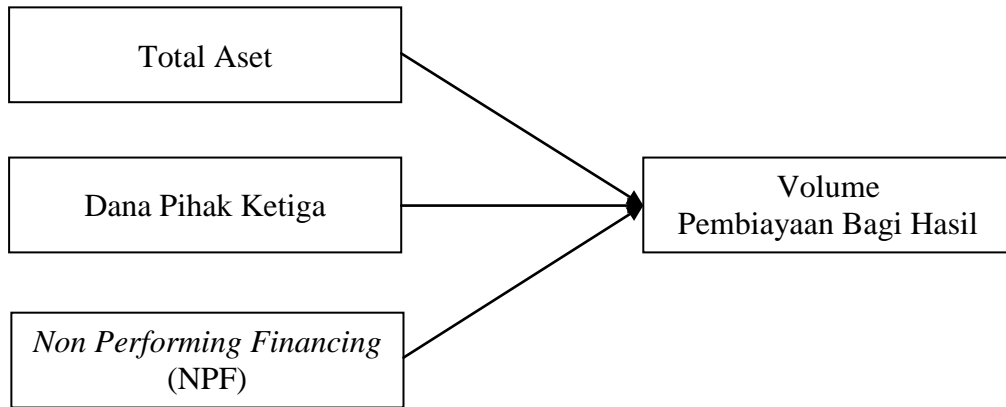 Total Aset
Dana Pihak Ketiga
Non Performing Financing
(NPF)
Volume
Pembiayaan Bagi Hasil